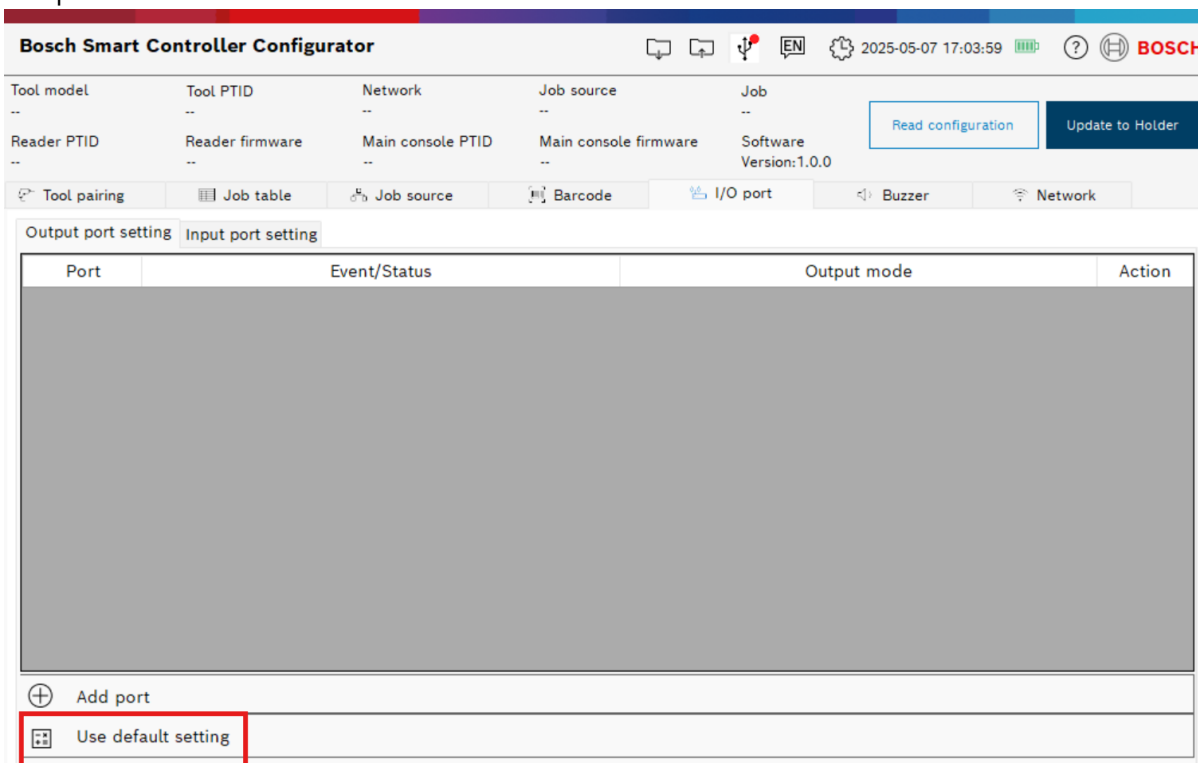 Bosch Smart Controller Configurator EN 2025-05-07 17:03:59 ? BOSCH
Tool model Tool PTID Network Job source Job
-- -- -- -- --
Read configuration Update to Holder
Reader PTID Reader firmware Main console PTID Main console firmware Software
-- -- -- -- Version:1.0.0
Tool pairing Job table Job source Barcode I/O port Buzzer Network
Output port setting Input port setting
Port Event/Status Output mode Action
Add port
Use default setting